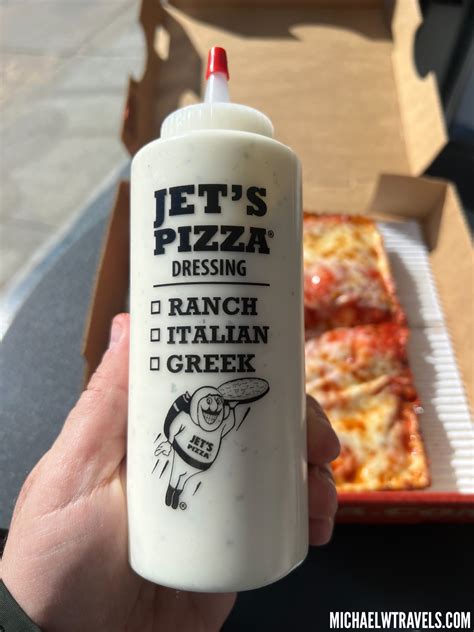 JET'S
PIZZA®
DRESSING
RANCH
ITALIAN
GREEK
JET'S
PIZZA
MICHAELWTRAVELS.COM